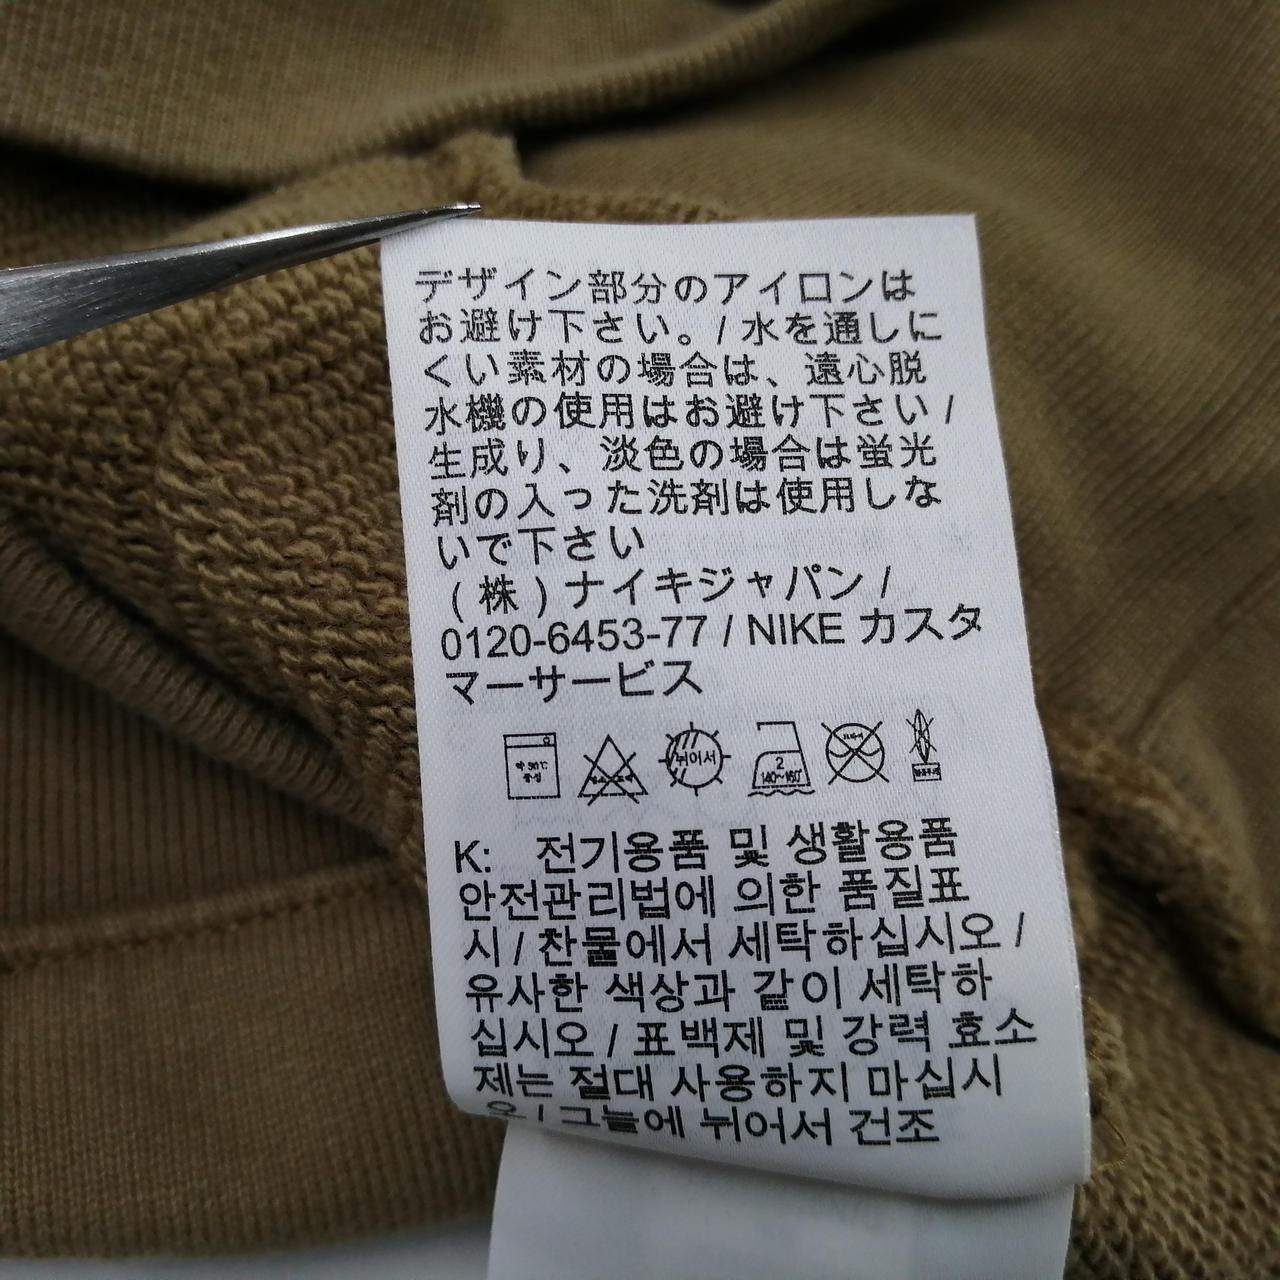 デザイン部分のアイロンは
お避け下さい。/ 水を通しに
くい素材の場合は、遠心脱
水機の使用はお避け下さい /
生成り、淡色の場合は蛍光
剤の入った洗剤は使用しな
いで下さい
(株)ナイキジャパン /
0120-6453-77 / NIKE カスタ
マーサービス
뉘어서
2
140~160°
K: 전기용품 및 생활용품
안전관리법에 의한 품질표
시 / 찬물에서 세탁하십시오 /
유사한 색상과 같이 세탁하
십시오 / 표백제 및 강력 효소
제는 절대 사용하지 마십시
오 / 그늘에 뉘어서 건조